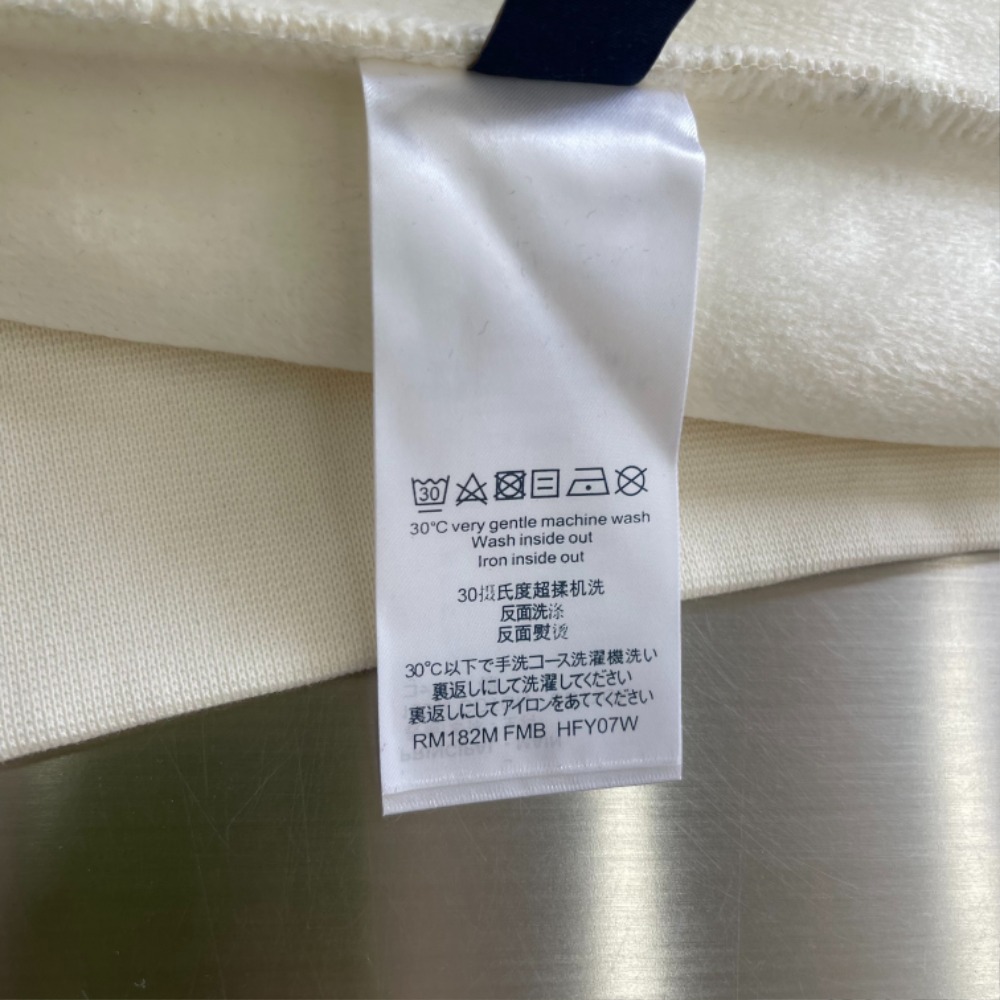 30
30°C very gentle machine wash
Wash inside out
Iron inside out
30摄氏度超揉机洗
反面洗涤
反面熨烫
30°C以下で手洗コース洗濯機洗い
裏返しにして洗濯してください
裏返しにしてアイロンをあててください
RM182M FMB HFY07W